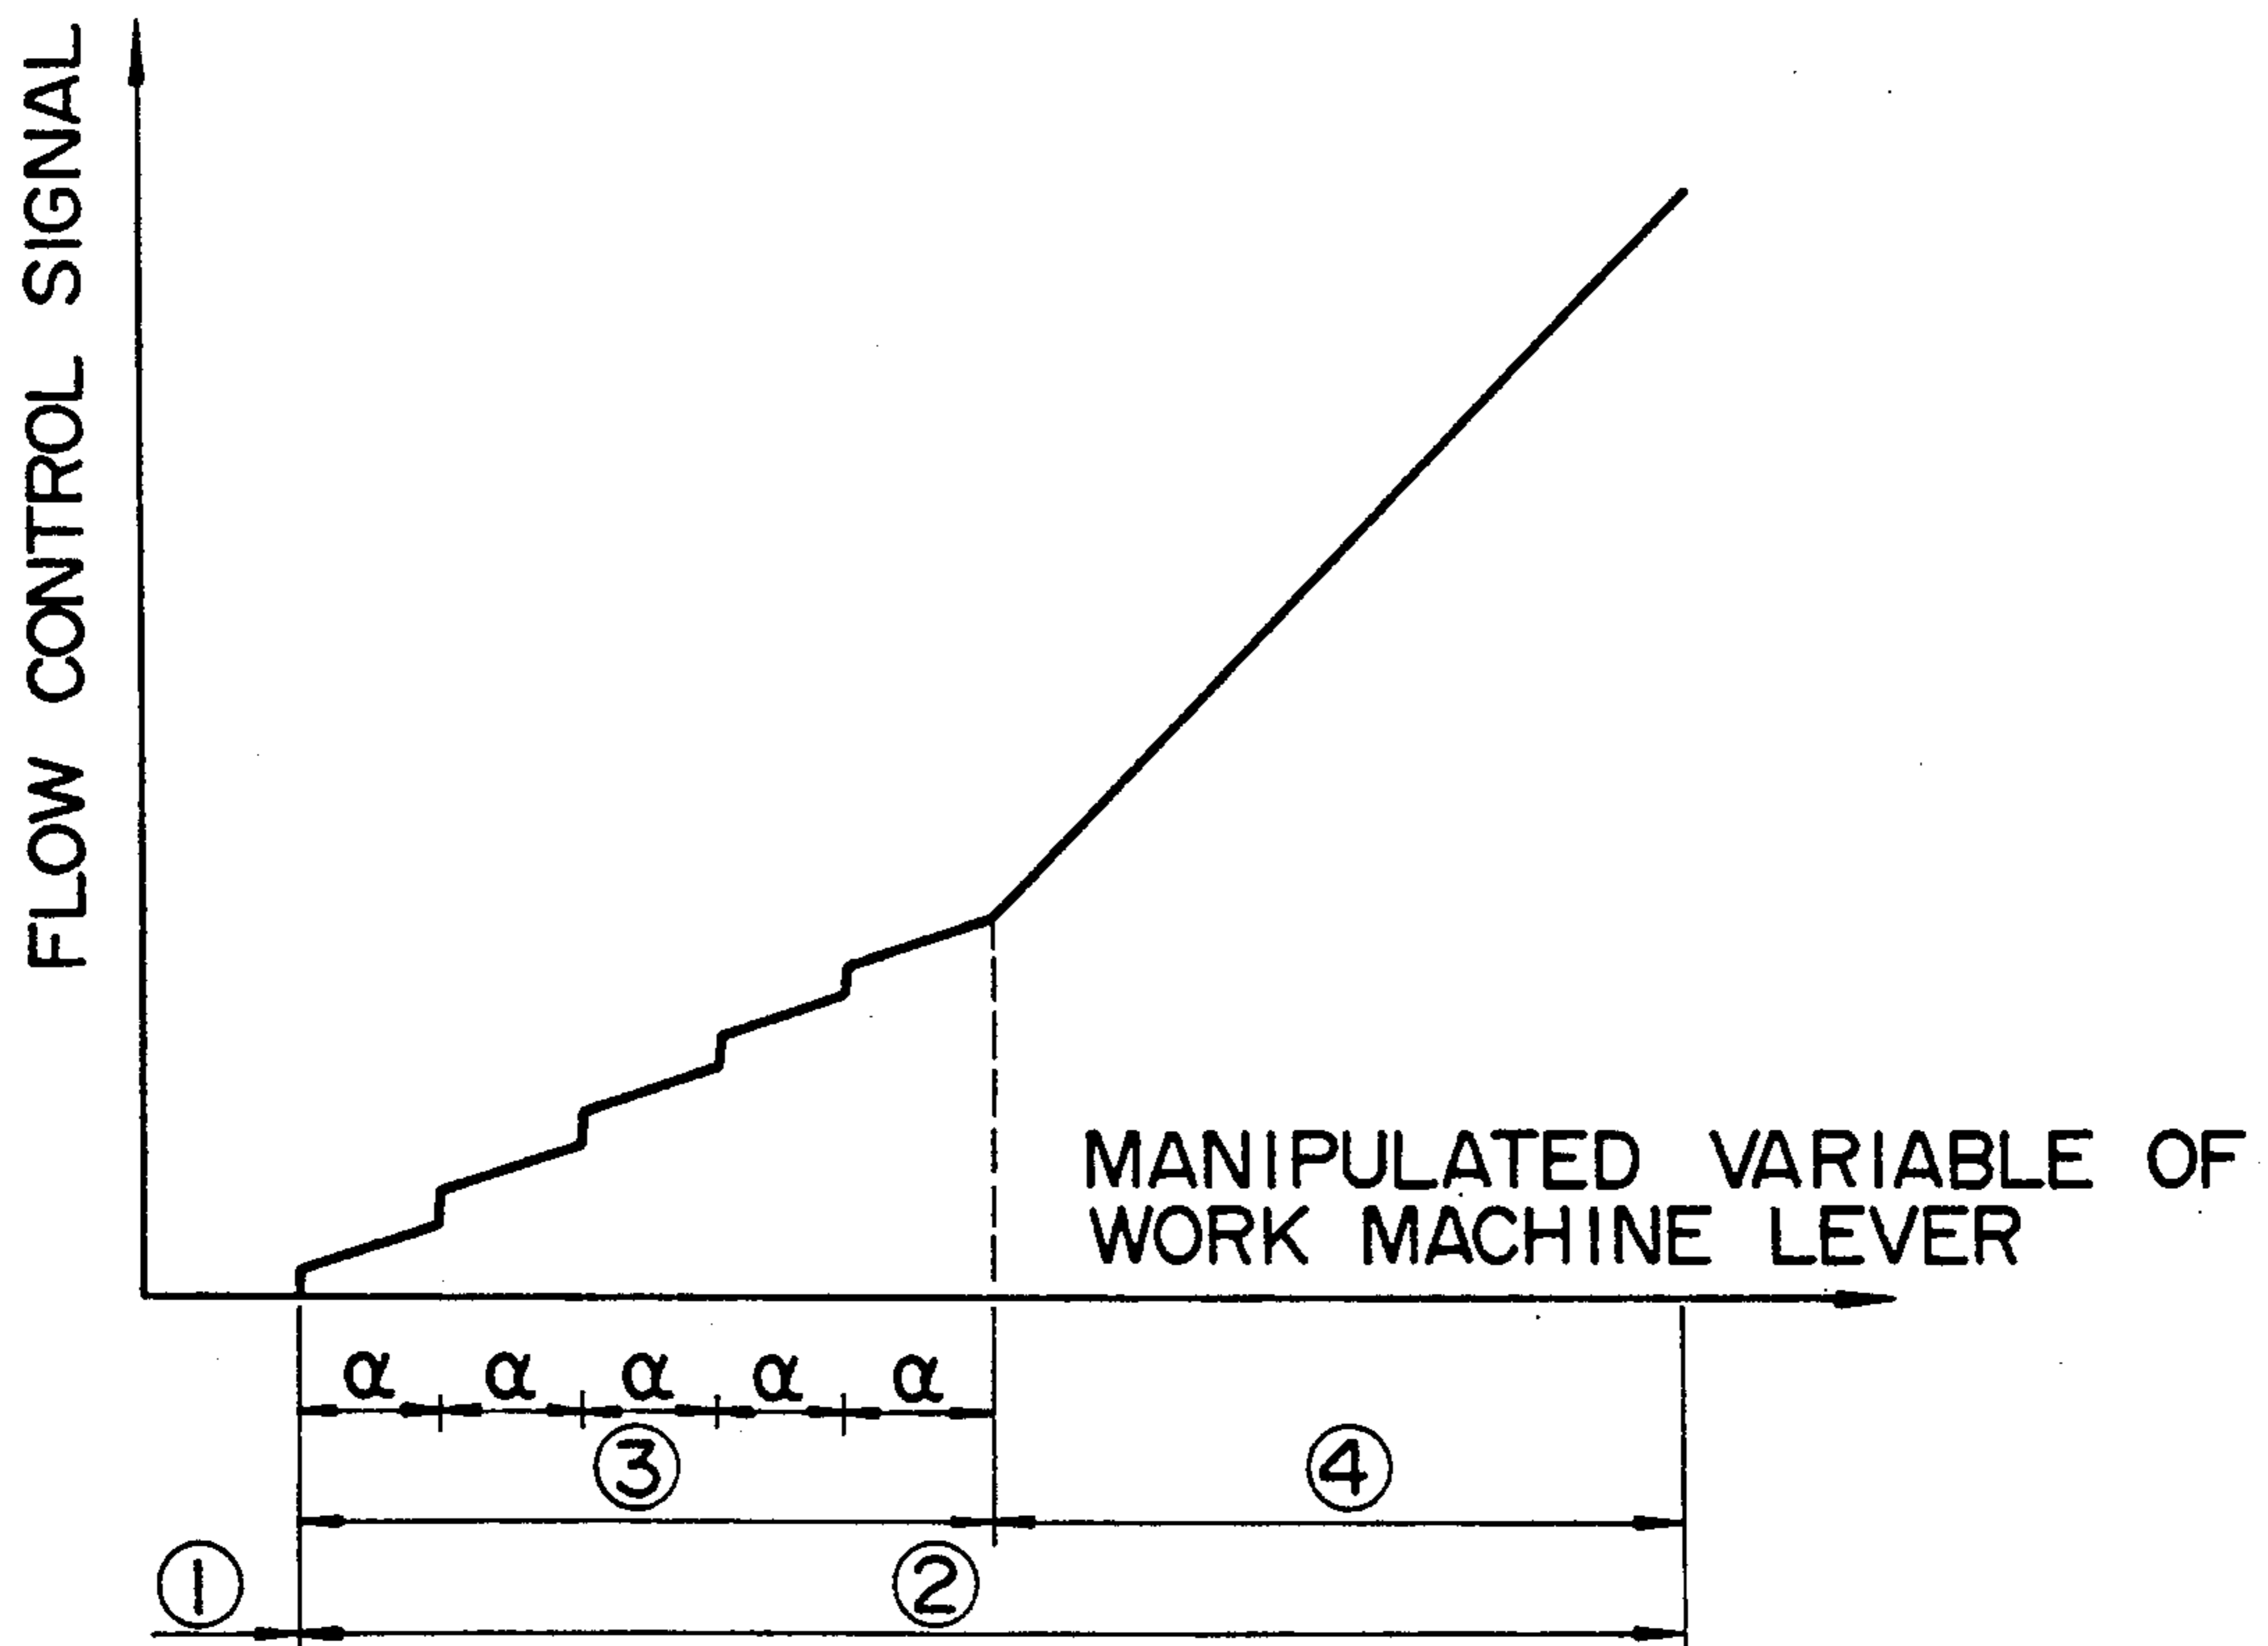 FLOW CONTROL SIGNAL
MANIPULATED VARIABLE OF
WORK MACHINE LEVER
α α α α α
③ ④
① ②